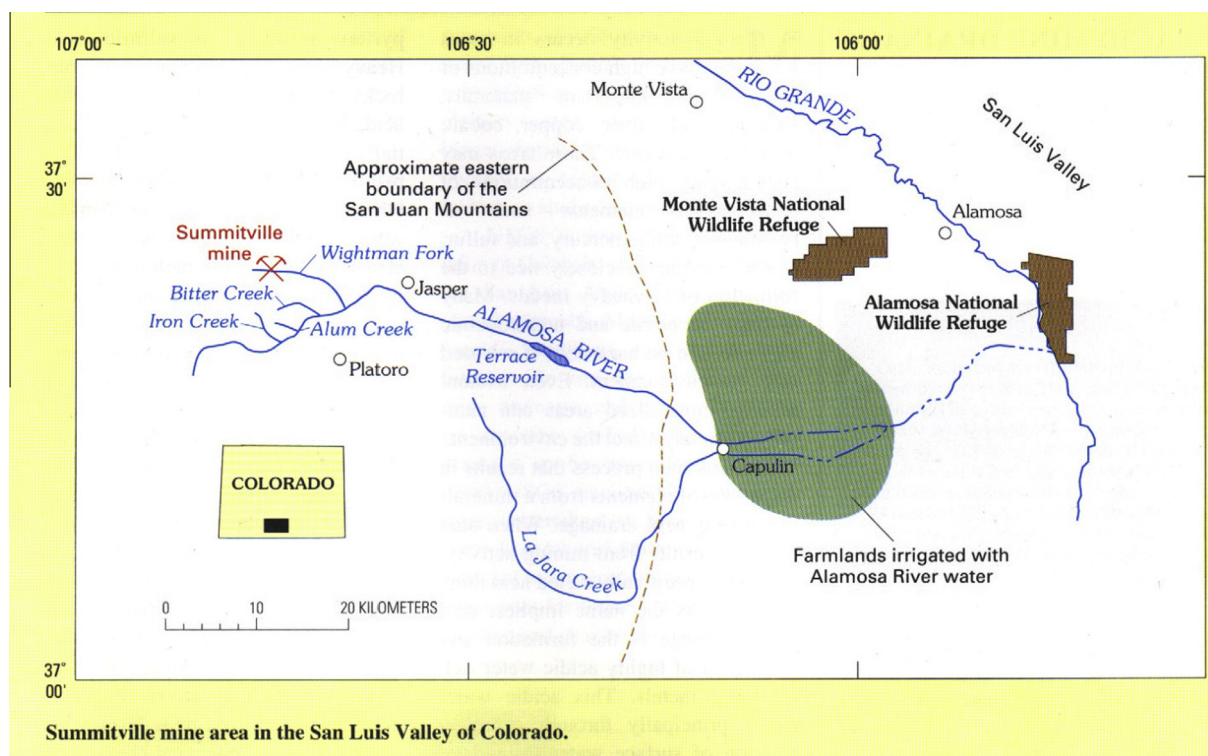 107°00'
106°30'
106°00'
Monte Vista
RIO GRANDE
San Luis Valley
37°
30'
Approximate eastern
boundary of the
San Juan Mountains
Monte Vista National
Wildlife Refuge
Alamosa
Summitville
mine
Wightman Fork
Bitter Creek
Jasper
Iron Creek
Alum Creek
ALAMOSA RIVER
Alamosa National
Wildlife Refuge
Platoro
Terrace
Reservoir
Capulin
COLORADO
La Jara Creek
Farmlands irrigated with
Alamosa River water
0 10 20 KILOMETERS
37°
00'
Summitville mine area in the San Luis Valley of Colorado.